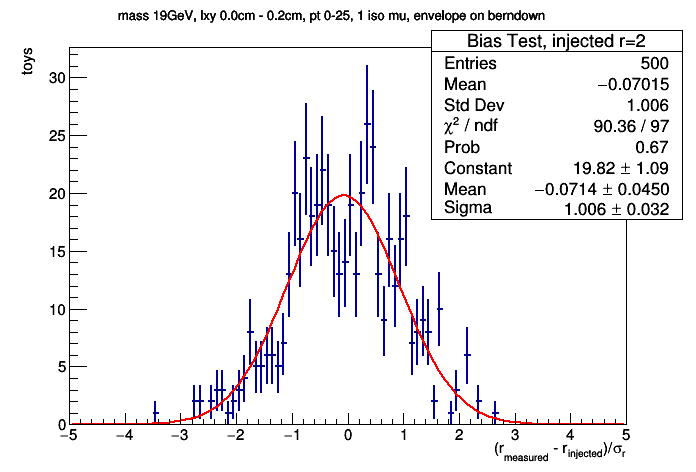 mass 19GeV, lxy 0.0cm - 0.2cm, pt 0-25, 1 iso mu, envelope on berndown
toys
Bias Test, injected r=2
Entries 500
Mean −0.07015
Std Dev 1.006
χ² / ndf 90.36 / 97
Prob 0.67
Constant 19.82 ± 1.09
Mean −0.0714 ± 0.0450
Sigma 1.006 ± 0.032
30
25
20
15
10
5
0
−5 −4 −3 −2 −1 0 1 2 3 4 5
(r_measured - r_injected)/σ_r